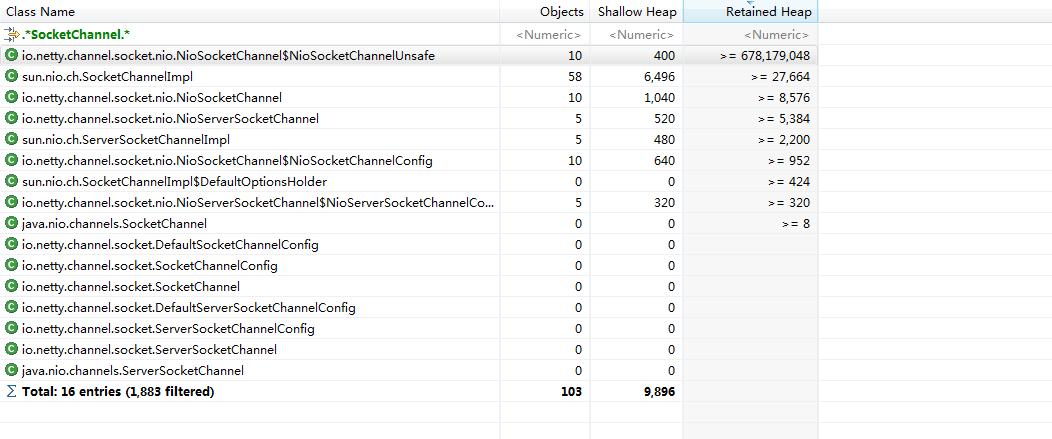 Class Name Objects Shallow Heap Retained Heap
.*SocketChannel.* <Numeric> <Numeric> <Numeric>
io.netty.channel.socket.nio.NioSocketChannel$NioSocketChannelUnsafe 10 400 >= 678,179,048
sun.nio.ch.SocketChannelImpl 58 6,496 >= 27,664
io.netty.channel.socket.nio.NioSocketChannel 10 1,040 >= 8,576
io.netty.channel.socket.nio.NioServerSocketChannel 5 520 >= 5,384
sun.nio.ch.ServerSocketChannelImpl 5 480 >= 2,200
io.netty.channel.socket.nio.NioSocketChannel$NioSocketChannelConfig 10 640 >= 952
sun.nio.ch.SocketChannelImpl$DefaultOptionsHolder 0 0 >= 424
io.netty.channel.socket.nio.NioServerSocketChannel$NioServerSocketChannelCo... 5 320 >= 320
java.nio.channels.SocketChannel 0 0 >= 8
io.netty.channel.socket.DefaultSocketChannelConfig 0 0
io.netty.channel.socket.SocketChannelConfig 0 0
io.netty.channel.socket.SocketChannel 0 0
io.netty.channel.socket.DefaultServerSocketChannelConfig 0 0
io.netty.channel.socket.ServerSocketChannelConfig 0 0
io.netty.channel.socket.ServerSocketChannel 0 0
java.nio.channels.ServerSocketChannel 0 0
Σ Total: 16 entries (1,883 filtered) 103 9,896